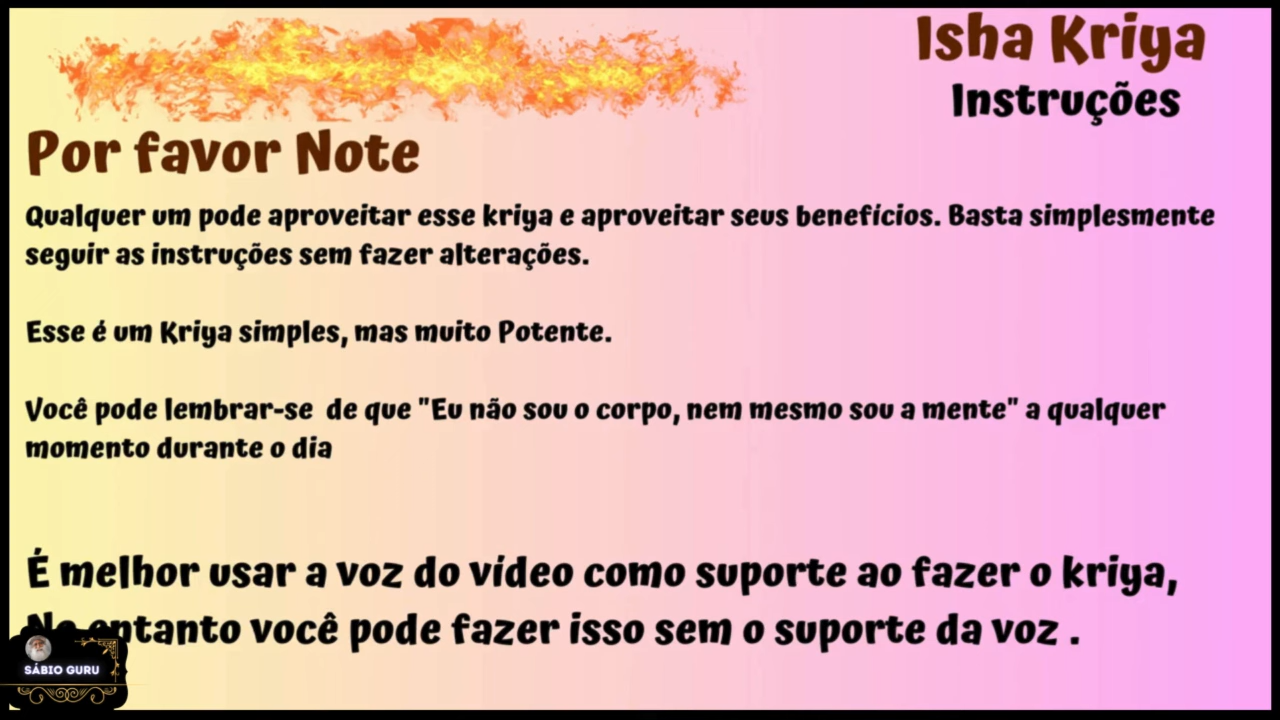 Isha Kriya
Instruções
Por favor Note
Qualquer um pode aproveitar esse kriya e aproveitar seus benefícios. Basta simplesmente
seguir as instruções sem fazer alterações.
Esse é um Kriya simples, mas muito Potente.
Você pode lembrar-se de que "Eu não sou o corpo, nem mesmo sou a mente" a qualquer
momento durante o dia
É melhor usar a voz do vídeo como suporte ao fazer o kriya,
No entanto você pode fazer isso sem o suporte da voz .
SÁBIO GURU